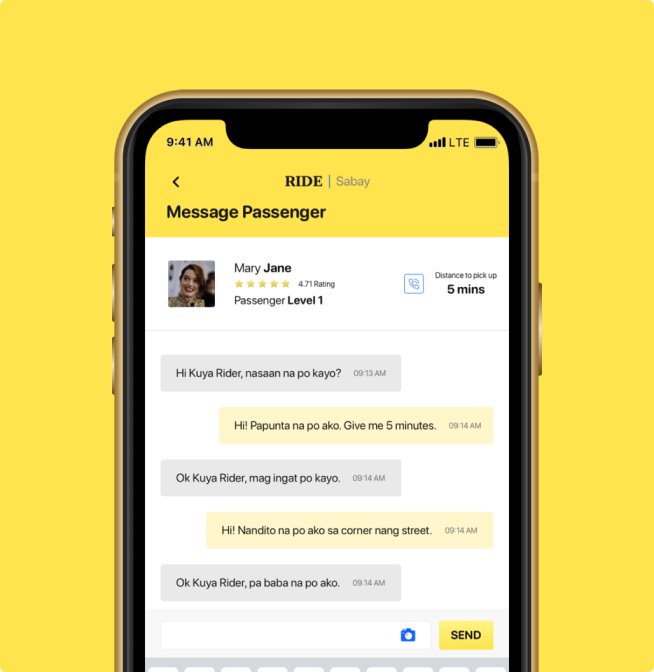 9:41 AM LTE
RIDE | Sabay
Message Passenger
Mary Jane
4.71 Rating
Passenger Level 1
Distance to pick up
5 mins
Hi Kuya Rider, nasaan na po kayo? 09:13 AM
Hi! Papunta na po ako. Give me 5 minutes. 09:14 AM
Ok Kuya Rider, mag ingat po kayo. 09:14 AM
Hi! Nandito na po ako sa corner nang street. 09:14 AM
Ok Kuya Rider, pa baba na po ako. 09:14 AM
SEND